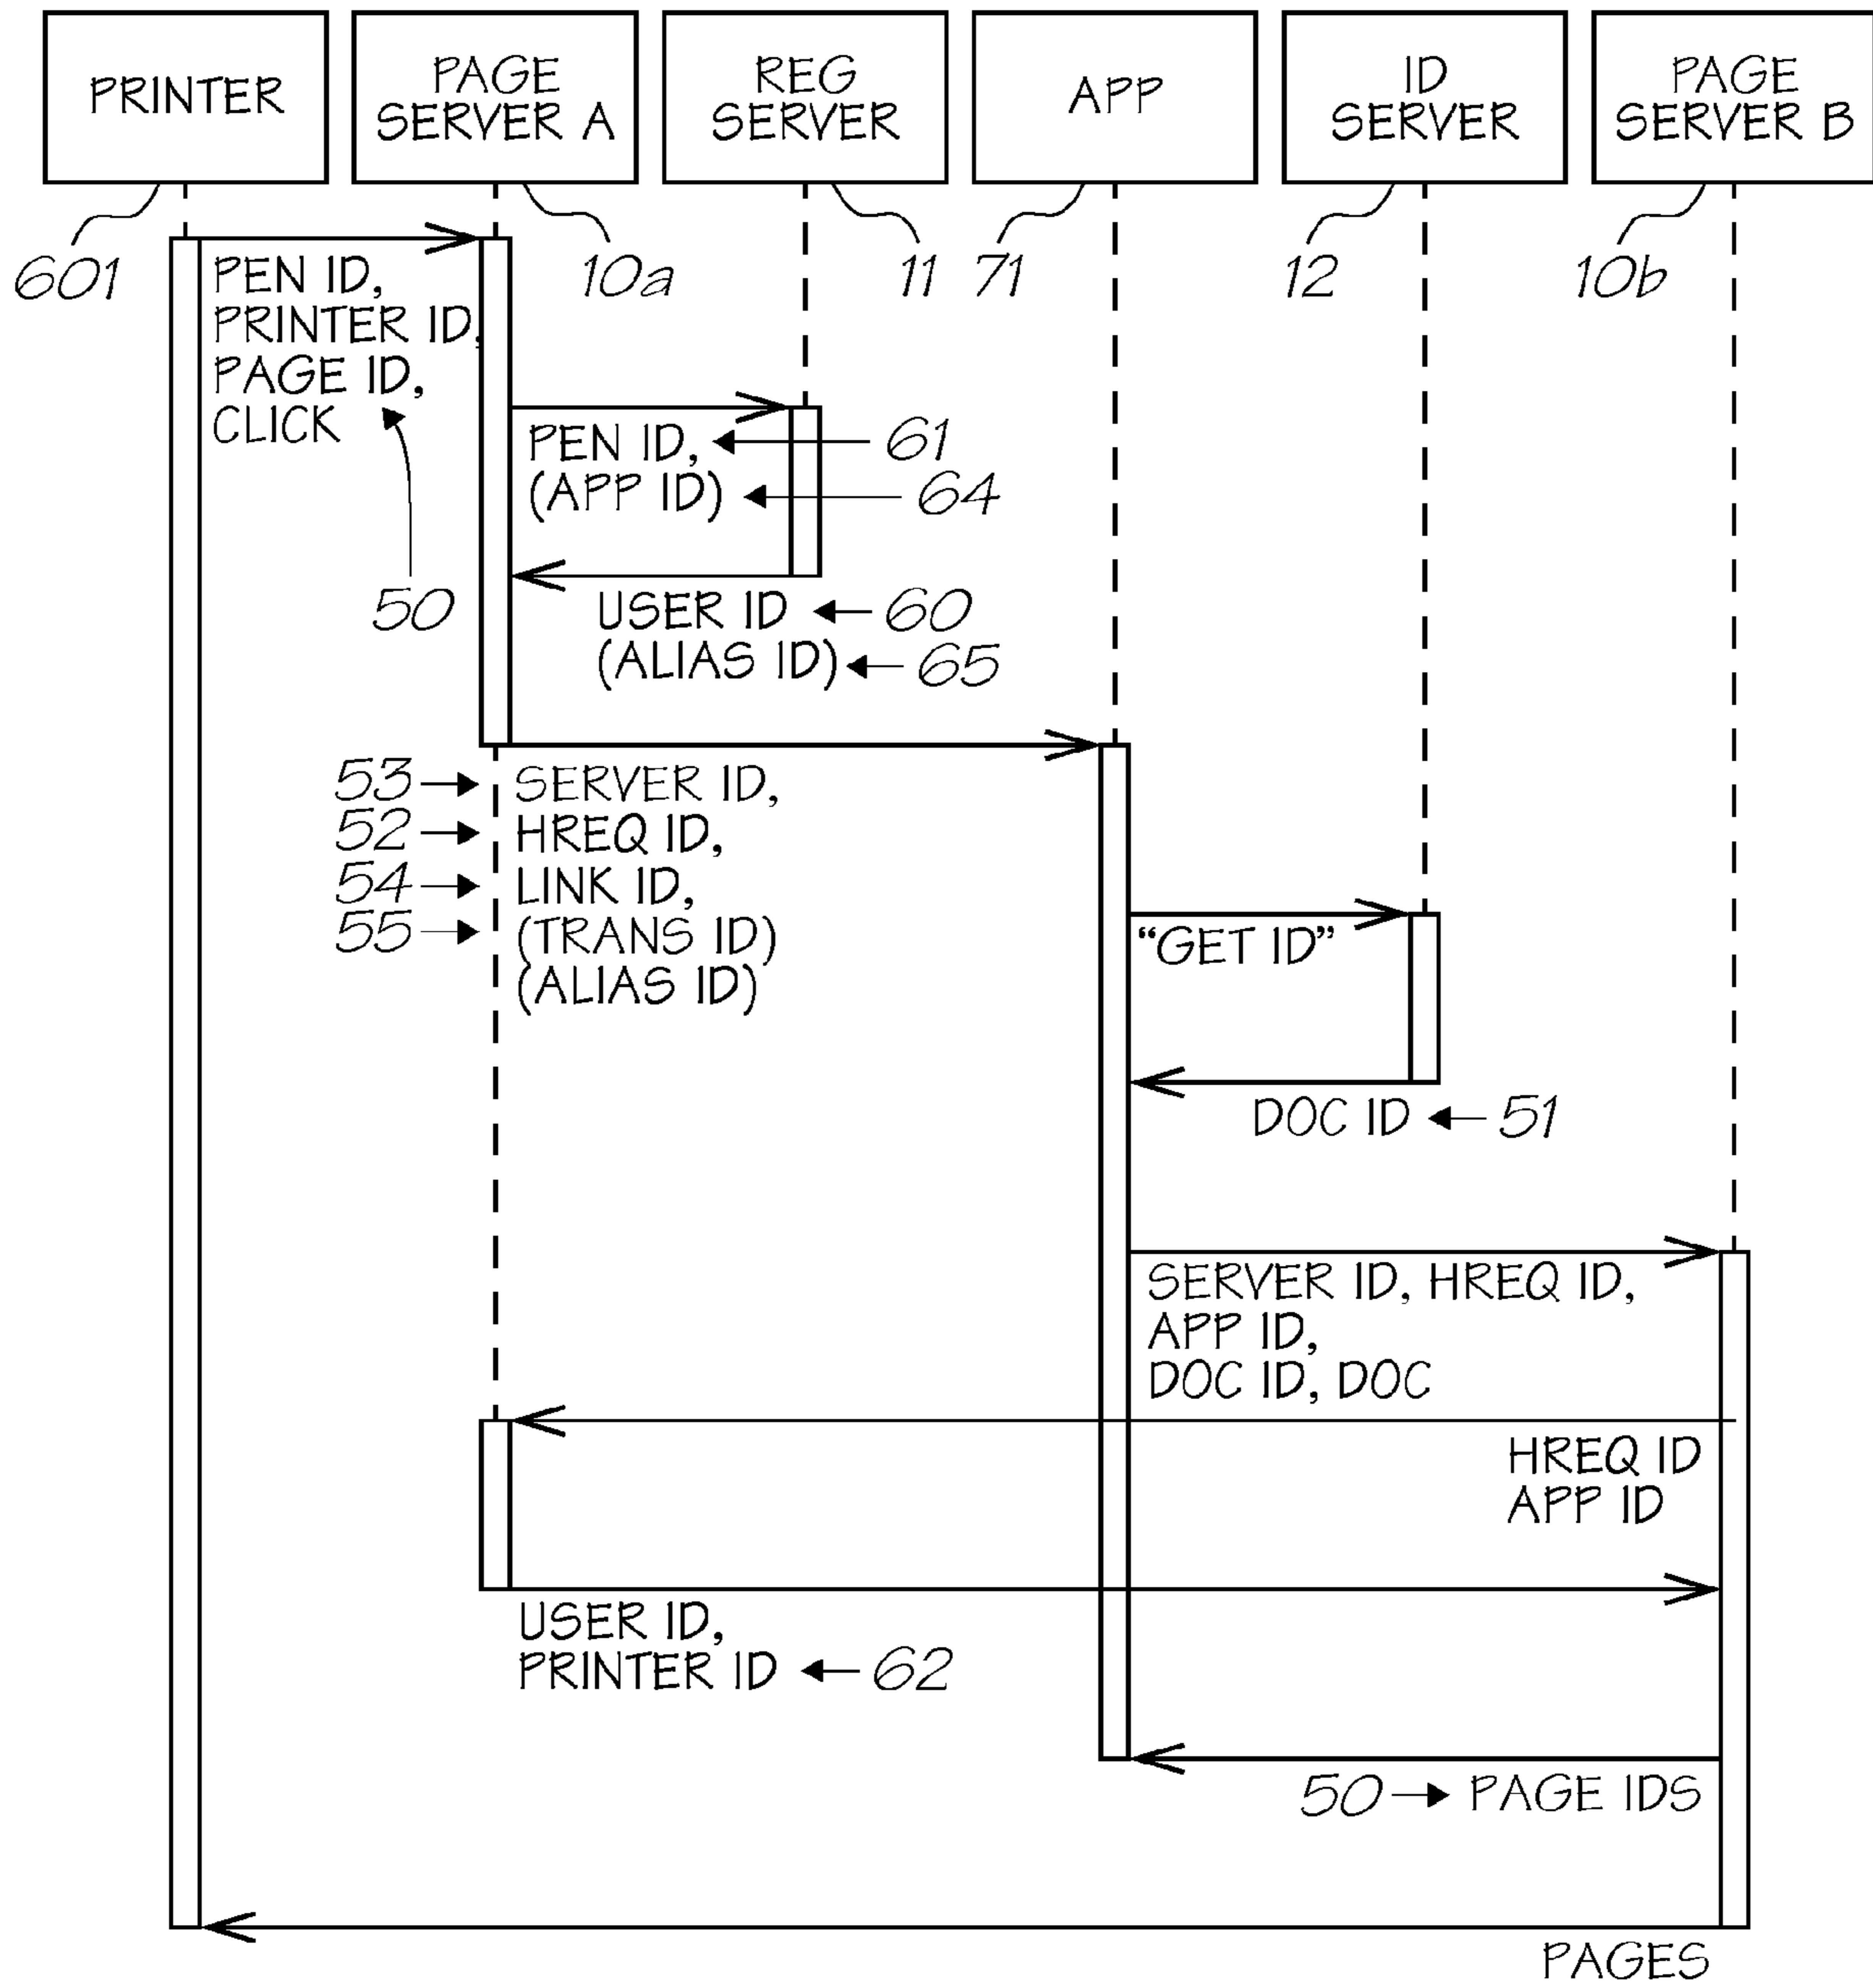 PRINTER
PAGE
SERVER A
REG
SERVER
APP
ID
SERVER
PAGE
SERVER B
601
10a
11
71
12
10b
PEN ID,
PRINTER ID,
PAGE ID,
CLICK
50
PEN ID,
61
(APP ID)
64
USER ID
60
(ALIAS ID)
65
53
SERVER ID,
52
HREQ ID,
54
LINK ID,
55
(TRANS ID)
(ALIAS ID)
“GET ID”
DOC ID
51
SERVER ID, HREQ ID,
APP ID,
DOC ID, DOC
HREQ ID
APP ID
USER ID,
PRINTER ID
62
50
PAGE IDS
PAGES